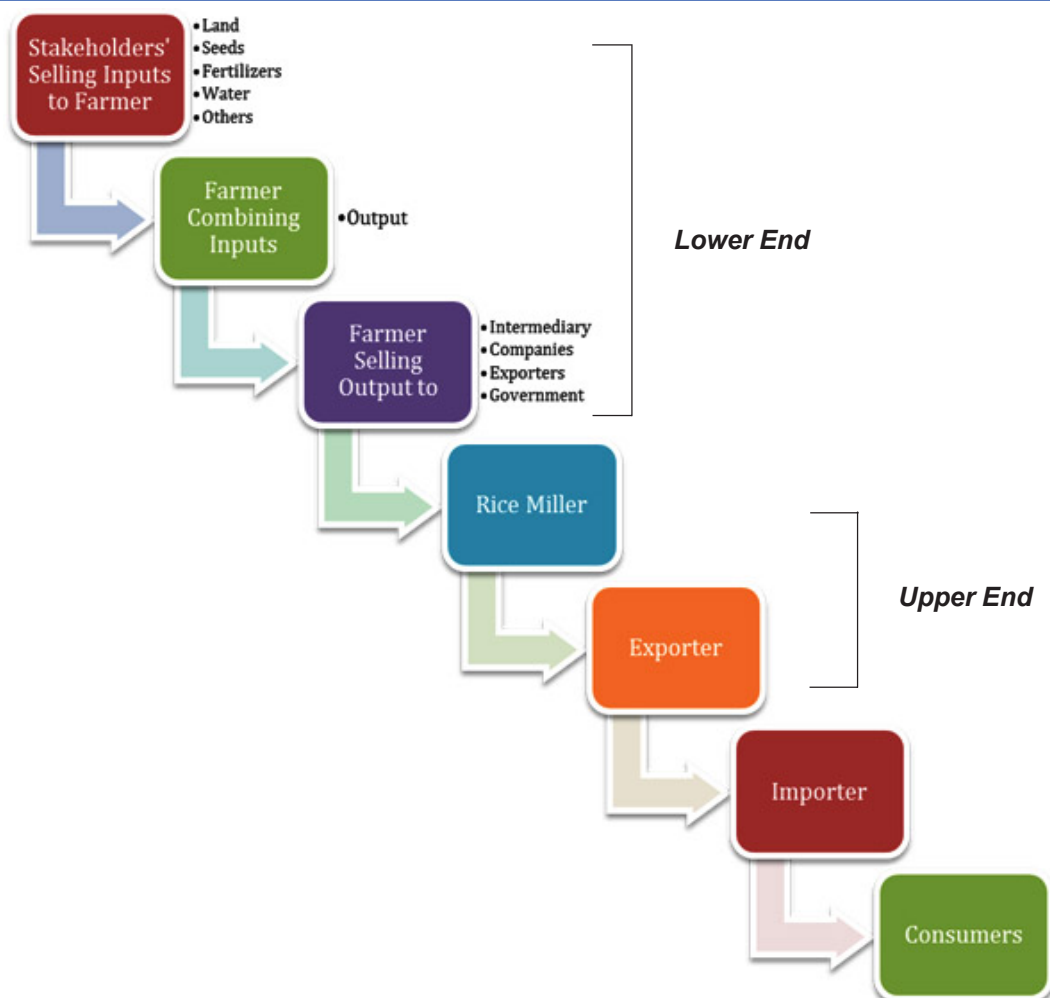 Stakeholders'
Selling Inputs
to Farmer
•Land
•Seeds
•Fertilizers
•Water
•Others
Farmer
Combining
Inputs
•Output
Lower End
Farmer
Selling
Output to
•Intermediary
•Companies
•Exporters
•Government
Rice Miller
Upper End
Exporter
Importer
Consumers